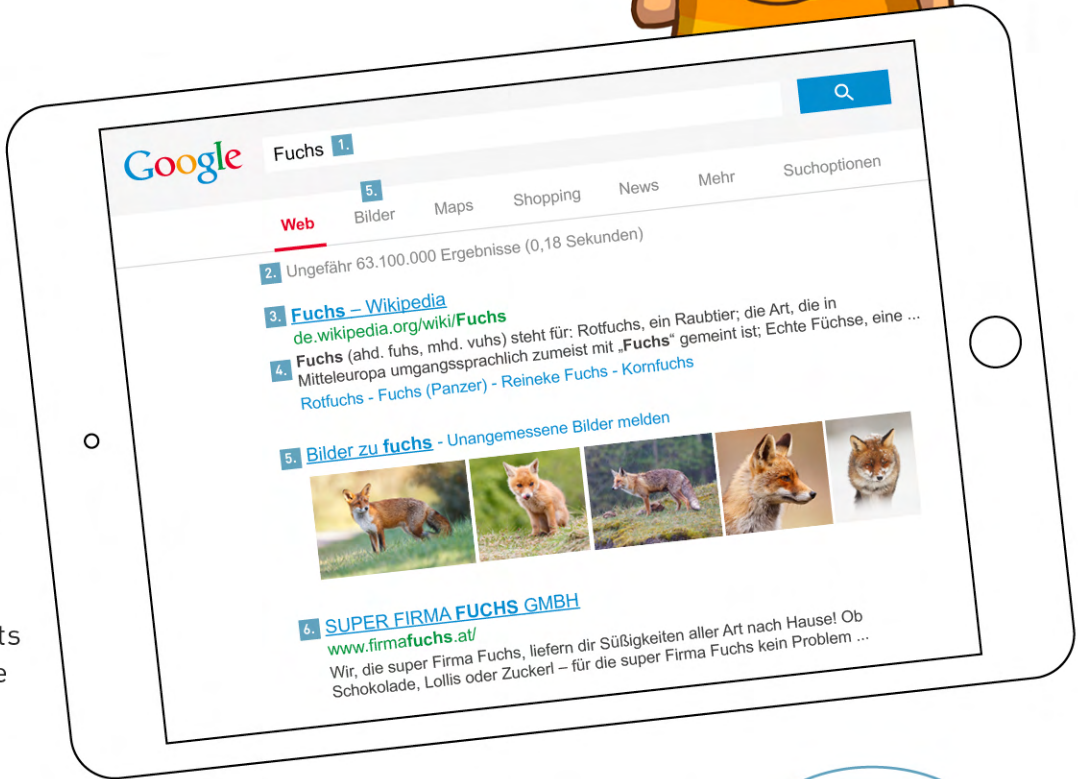 Google Fuchs 1.
5.
Web Bilder Maps Shopping News Mehr Suchoptionen
2. Ungefähr 63.100.000 Ergebnisse (0,18 Sekunden)
3. Fuchs – Wikipedia
de.wikipedia.org/wiki/Fuchs
4. Fuchs (ahd. fuhs, mhd. vuhs) steht für: Rotfuchs, ein Raubtier; die Art, die in
Mitteleuropa umgangssprachlich zumeist mit „Fuchs“ gemeint ist; Echte Füchse, eine ...
Rotfuchs - Fuchs (Panzer) - Reineke Fuchs - Kornfuchs
5. Bilder zu fuchs - Unangemessene Bilder melden
6. SUPER FIRMA FUCHS GMBH
www.firmafuchs.at/
Wir, die super Firma Fuchs, liefern dir Süßigkeiten aller Art nach Hause! Ob
Schokolade, Lollis oder Zuckerl – für die super Firma Fuchs kein Problem ...